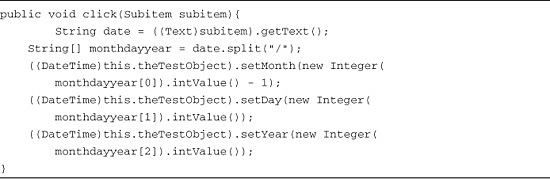 public void click(Subitem subitem){
        String date = ((Text)subitem).getText();
    String[] monthdayyear = date.split("/");
    ((DateTime)this.theTestObject).setMonth(new Integer(
        monthdayyear[0]).intValue() - 1);
    ((DateTime)this.theTestObject).setDay(new Integer(
        monthdayyear[1]).intValue());
    ((DateTime)this.theTestObject).setYear(new Integer(
        monthdayyear[2]).intValue());
}